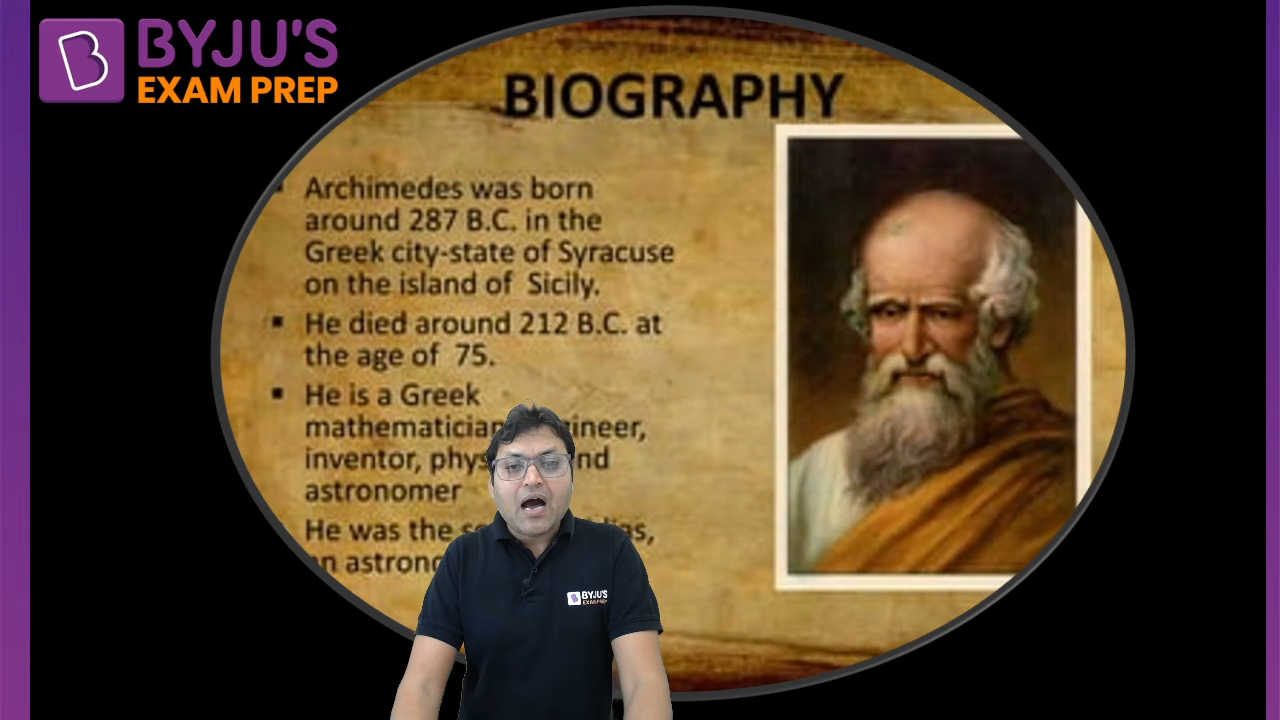 BYJU'S
EXAM PREP
BIOGRAPHY
Archimedes was born
around 287 B.C. in the
Greek city-state of Syracuse
on the island of Sicily.
He died around 212 B.C. at
the age of 75.
He is a Greek
inventor,
astronomer
He was the
BYJU'S
EXAM PREP